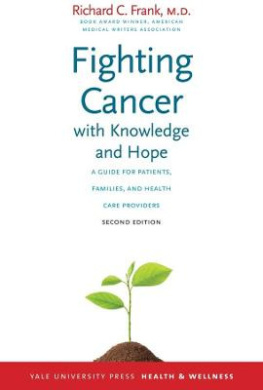 Richard C. Frank, M.D.
BOOK AWARD WINNER, AMERICAN
MEDICAL WRITERS ASSOCIATION
Fighting
Cancer
with Knowledge
and Hope
A GUIDE FOR PATIENTS,
FAMILIES, AND HEALTH
CARE PROVIDERS
SECOND EDITION
YALE UNIVERSITY PRESS HEALTH & WELLNESS